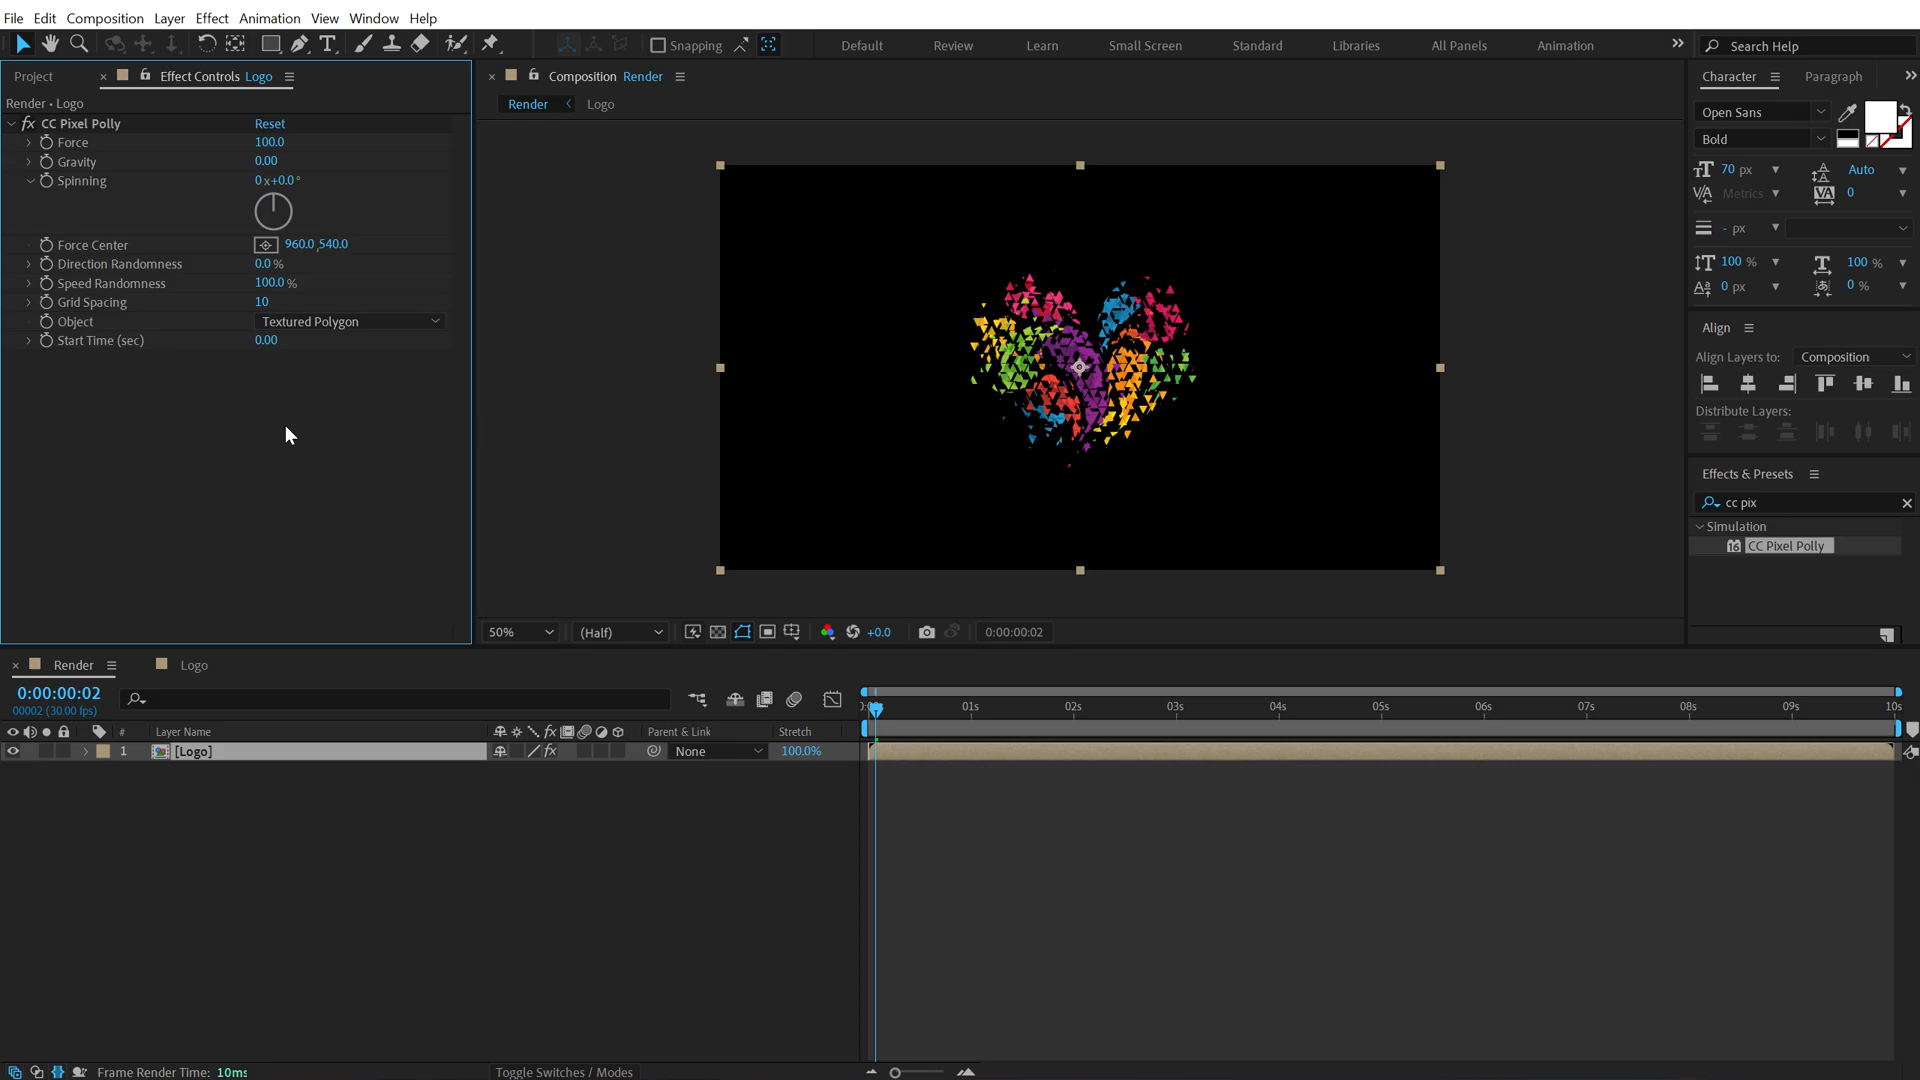 File Edit Composition Layer Effect Animation View Window Help
Snapping Default Review Learn Small Screen Standard Libraries All Panels Animation Search Help
Project Effect Controls Logo
Composition Render
Character Paragraph
Render • Logo
Render Logo
fx CC Pixel Polly Reset
Force 100.0
Gravity 0.00
Spinning 0 x+0.0°
Force Center 960.0,540.0
Direction Randomness 0.0 %
Speed Randomness 100.0 %
Grid Spacing 10
Object Textured Polygon
Start Time (sec) 0.00
Open Sans
Bold
70 px Auto
Metrics 0
- px
100 % 100 %
0 px 0 %
Align
Align Layers to: Composition
Distribute Layers:
Effects & Presets
cc pix
Simulation
16 CC Pixel Polly
50% (Half) +0.0 0:00:00:02
Render Logo
0:00:00:02
00002 (30.00 fps)
01s 02s 03s 04s 05s 06s 07s 08s 09s 10s
# Layer Name fx Parent & Link Stretch
1 [Logo] fx None 100.0%
Frame Render Time: 10ms Toggle Switches / Modes